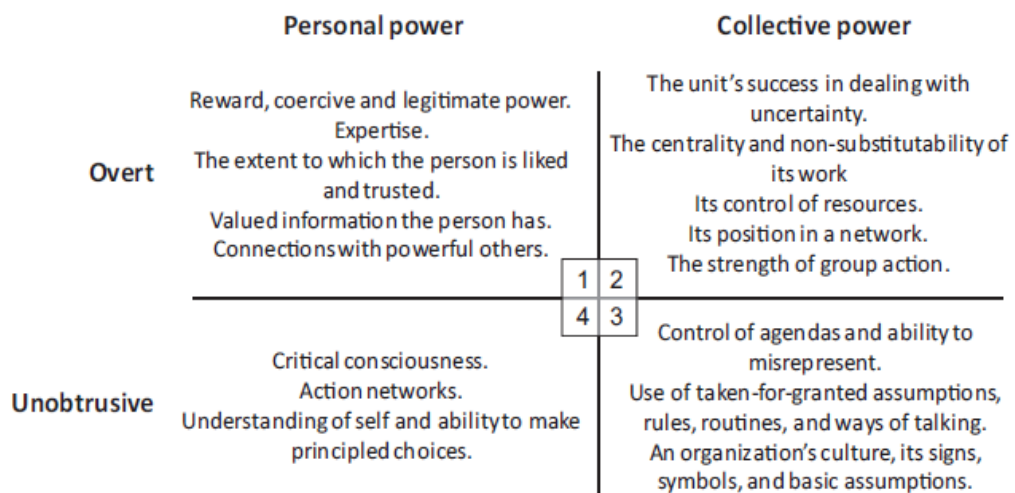 Personal power
Collective power
Overt
Reward, coercive and legitimate power.
Expertise.
The extent to which the person is liked
and trusted.
Valued information the person has.
Connections with powerful others.
The unit's success in dealing with
uncertainty.
The centrality and non-substitutability of
its work
Its control of resources.
Its position in a network.
The strength of group action.
1 2
4 3
Unobtrusive
Critical consciousness.
Action networks.
Understanding of self and ability to make
principled choices.
Control of agendas and ability to
misrepresent.
Use of taken-for-granted assumptions,
rules, routines, and ways of talking.
An organization's culture, its signs,
symbols, and basic assumptions.